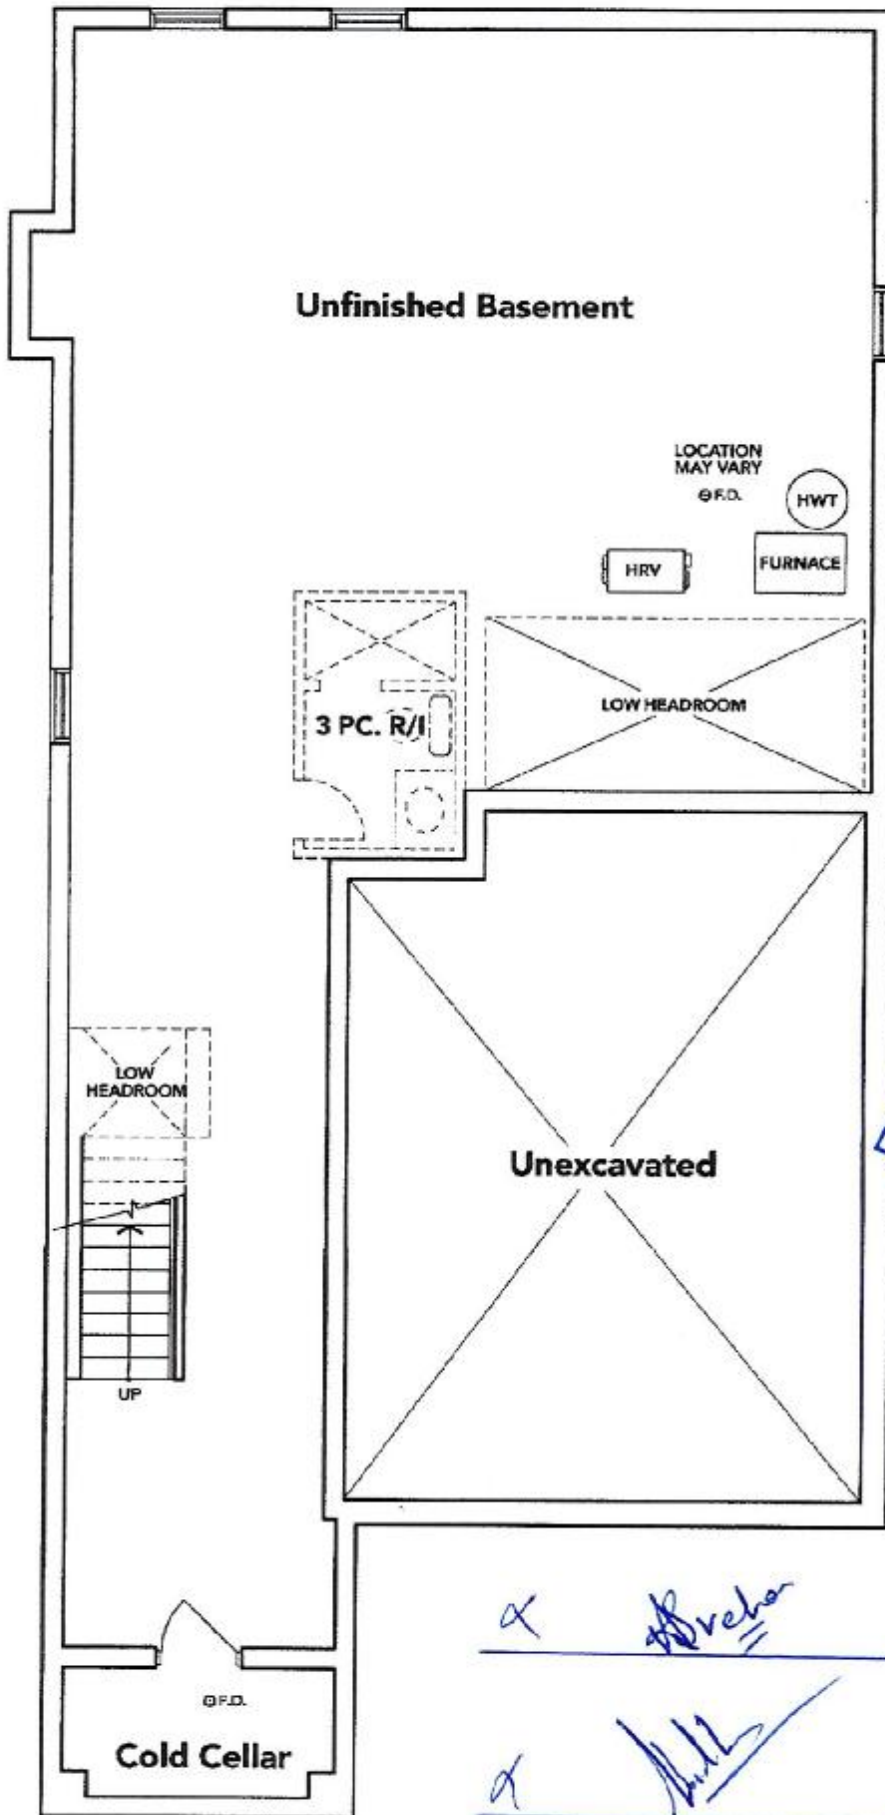 Unfinished Basement
LOCATION
MAY VARY
F.D.
HWT
HRV
FURNACE
LOW HEADROOM
3 PC. R/I
LOW
HEADROOM
Unexcavated
UP
F.D.
Cold Cellar